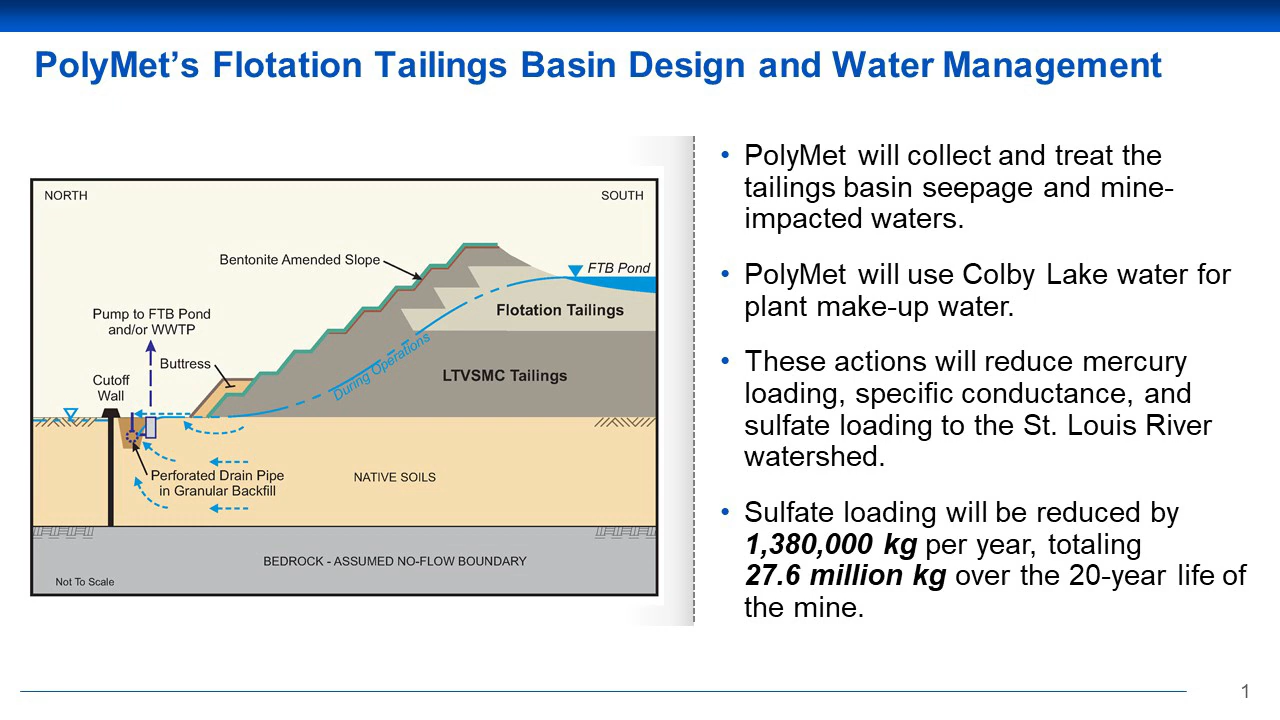 PolyMet's Flotation Tailings Basin Design and Water Management
NORTH
SOUTH
Bentonite Amended Slope
FTB Pond
Flotation Tailings
Pump to FTB Pond
and/or WWTP
Buttress
During Operations
LTVSMC Tailings
Cutoff
Wall
Perforated Drain Pipe
in Granular Backfill
NATIVE SOILS
BEDROCK - ASSUMED NO-FLOW BOUNDARY
Not To Scale
• PolyMet will collect and treat the
tailings basin seepage and mine-
impacted waters.
• PolyMet will use Colby Lake water for
plant make-up water.
• These actions will reduce mercury
loading, specific conductance, and
sulfate loading to the St. Louis River
watershed.
• Sulfate loading will be reduced by
1,380,000 kg per year, totaling
27.6 million kg over the 20-year life of
the mine.
1